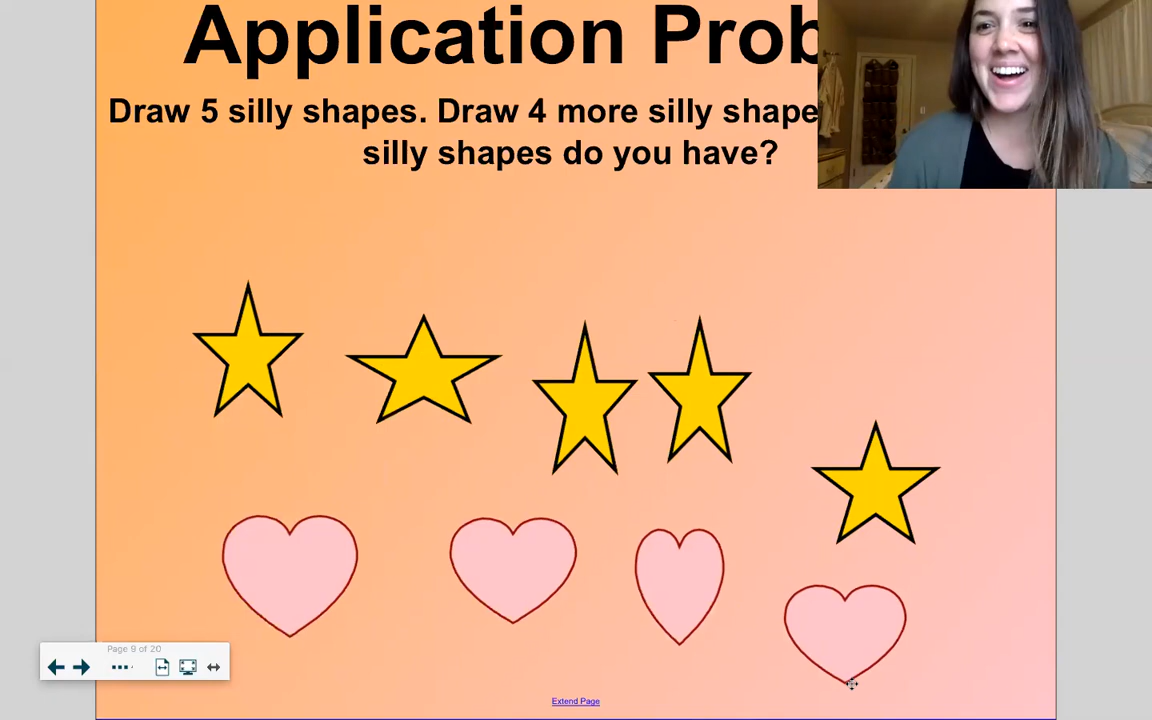 Application Prob
Draw 5 silly shapes. Draw 4 more silly shape
silly shapes do you have?
Page 9 of 20
Extend Page